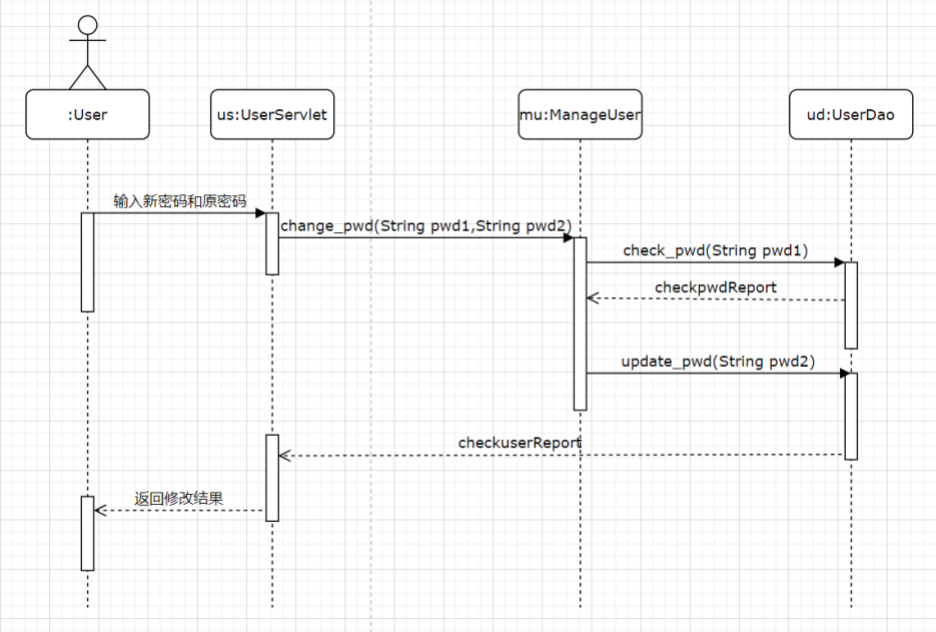 :User
us:UserServlet
mu:ManageUser
ud:UserDao
输入新密码和原密码
change_pwd(String pwd1,String pwd2)
check_pwd(String pwd1)
checkpwdReport
update_pwd(String pwd2)
checkuserReport
返回修改结果